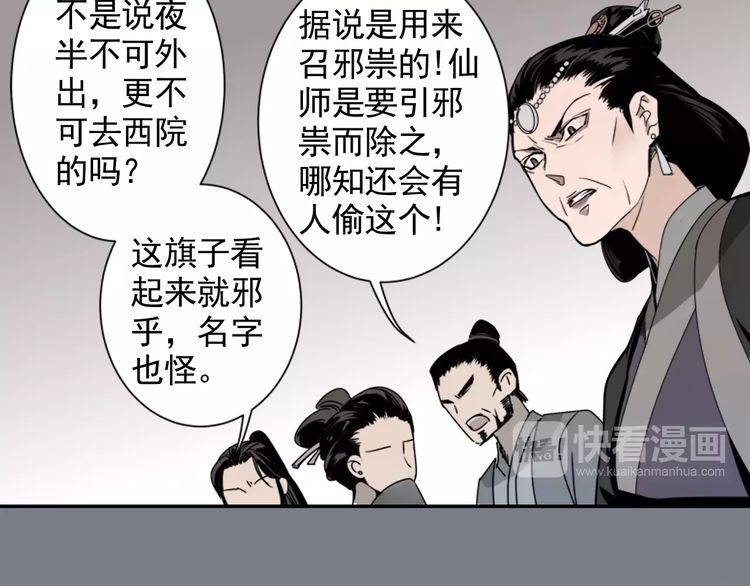 不是说夜
半不可外
出，更不
可去西院
的吗？
这旗子看
起来就邪
乎，名字
也怪。
据说是用来
召邪祟的！仙
师是要引邪
祟而除之，
哪知还会有
人偷这个！
快看漫画
www.kuaikanmanhua.com